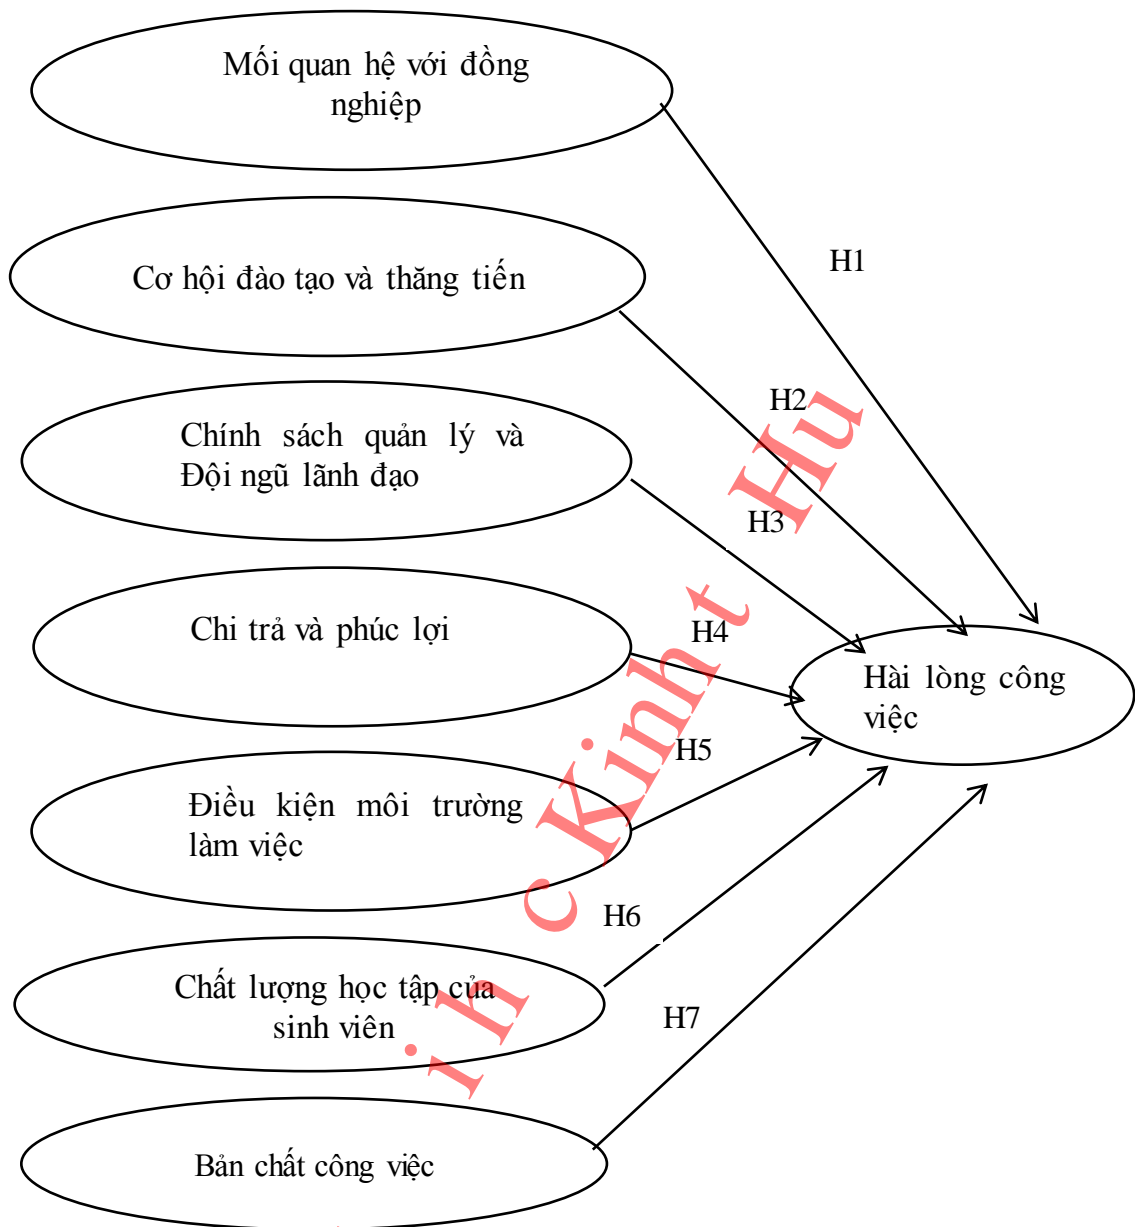 Mối quan hệ với đồng
nghiệp
H1
Cơ hội đào tạo và thăng tiến
H2
Chính sách quản lý và
Đội ngũ lãnh đạo
H3
Chi trả và phúc lợi
H4
Hài lòng công
việc
H5
Điều kiện môi trường
làm việc
H6
Chất lượng học tập của
sinh viên
H7
Bản chất công việc
i h c Kinh t Hu